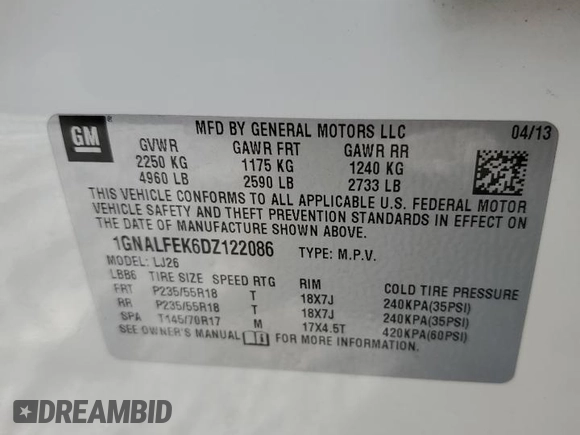 GM
MFD BY GENERAL MOTORS LLC 04/13
GVWR GAWR FRT GAWR RR
2250 KG 1175 KG 1240 KG
4960 LB 2590 LB 2733 LB
THIS VEHICLE CONFORMS TO ALL APPLICABLE U.S. FEDERAL MOTOR
VEHICLE SAFETY AND THEFT PREVENTION STANDARDS IN EFFECT ON
THE DATE OF MANUFACTURE SHOWN ABOVE.
1GNALFEK6DZ122086 TYPE: M.P.V.
MODEL: LJ26
LBB6 TIRE SIZE SPEED RTG RIM COLD TIRE PRESSURE
FRT P235/55R18 T 18X7J 240KPA(35PSI)
RR P235/55R18 T 18X7J 240KPA(35PSI)
SPA T145/70R17 M 17X4.5T 420KPA(60PSI)
SEE OWNER'S MANUAL FOR MORE INFORMATION.
DREAMBID